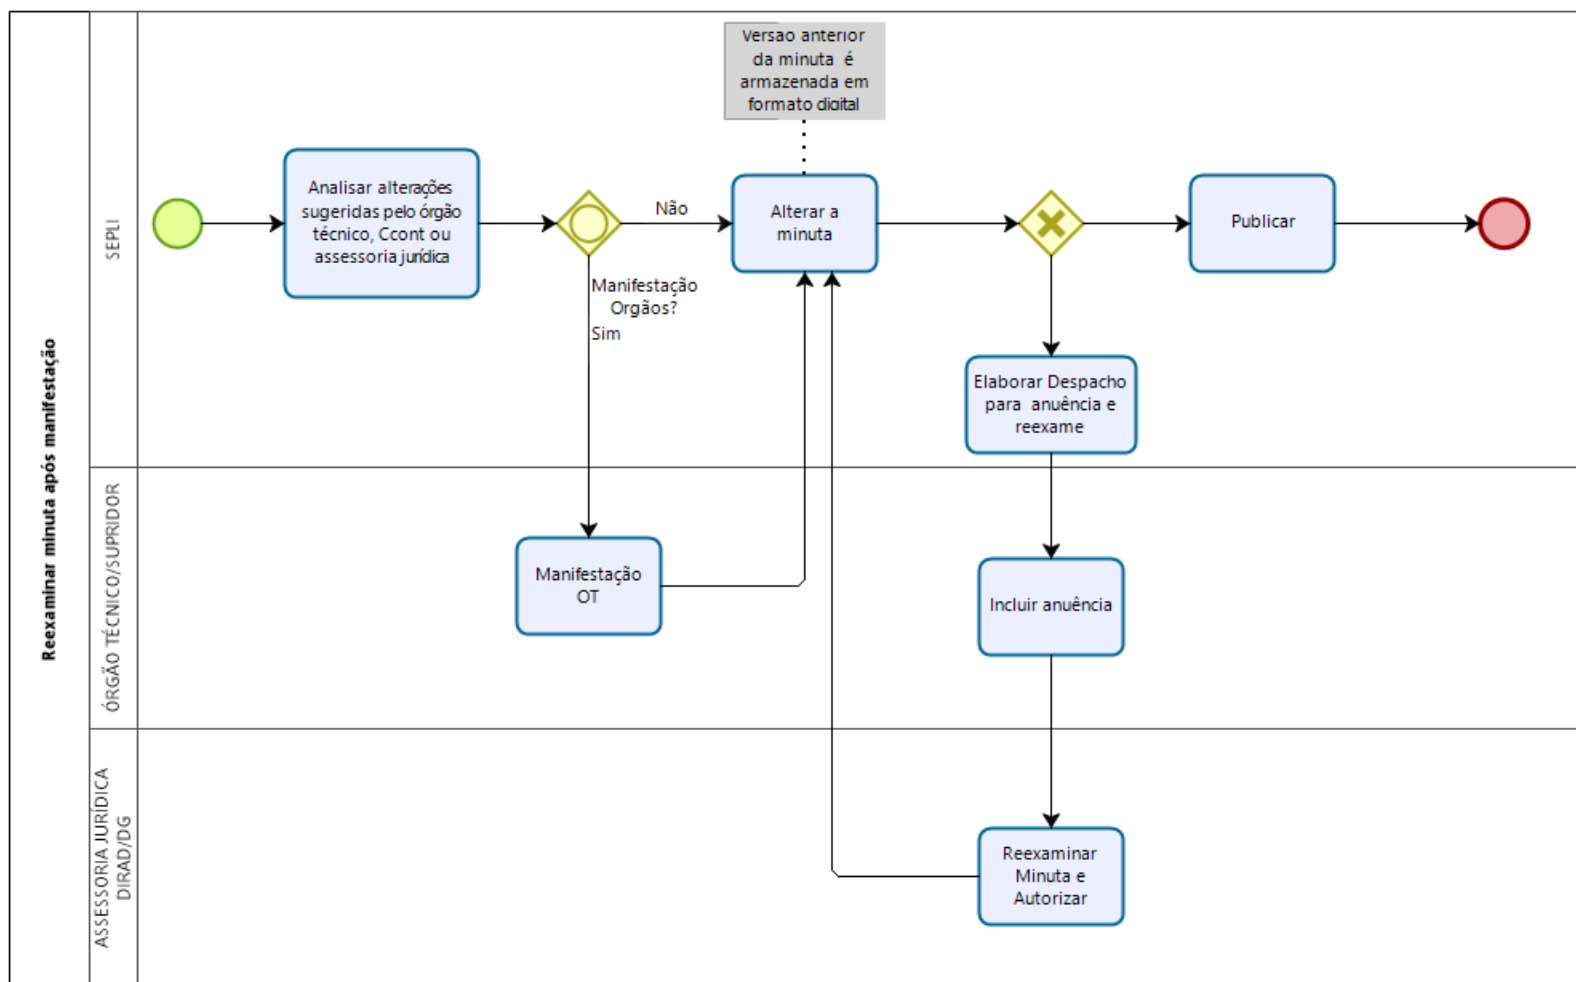 Reexaminar minuta após manifestação
SEPLI
Versão anterior
da minuta é
armazenada em
formato digital
Analisar alterações
sugeridas pelo órgão
técnico, Ccont ou
assessoria jurídica
Não
Manifestação
Orgãos?
Sim
Alterar a
minuta
Publicar
Elaborar Despacho
para anuência e
reexame
ÓRGÃO TÉCNICO/SUPRIDOR
Manifestação
OT
Incluir anuência
ASSESSORIA JURÍDICA
DIRAD/DG
Reexaminar
Minuta e
Autorizar